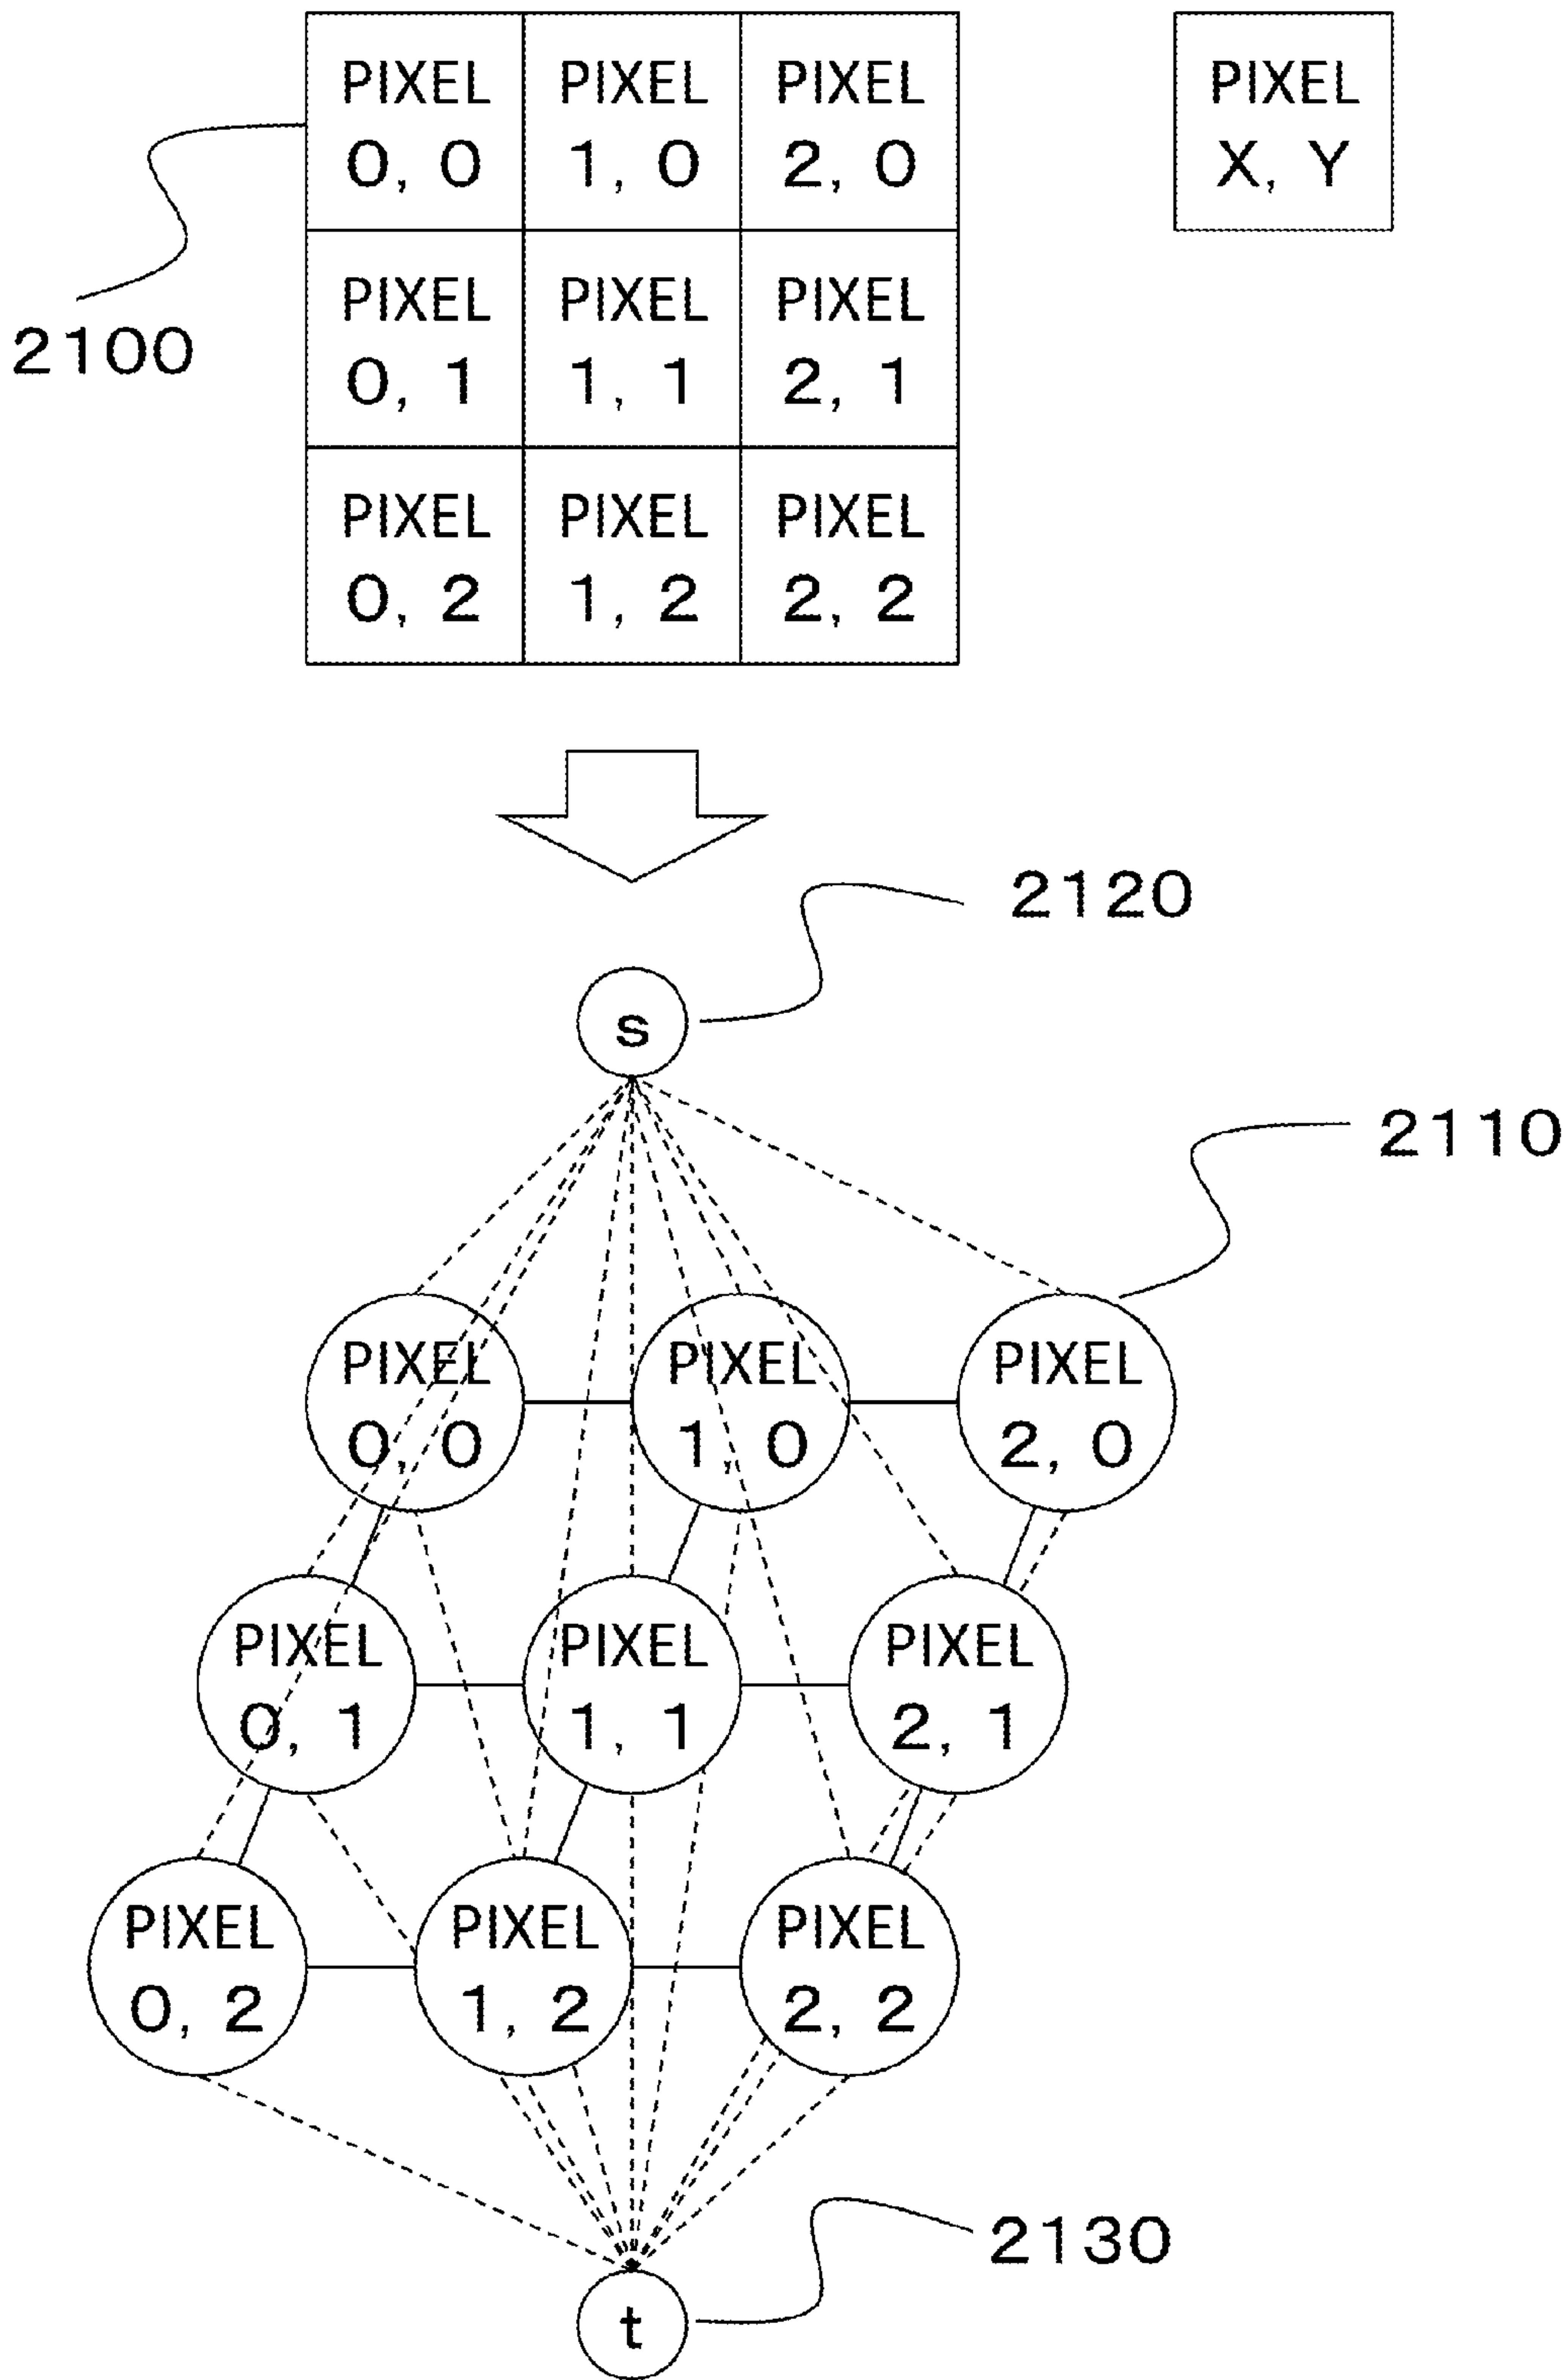 PIXEL PIXEL PIXEL PIXEL
0, 0 1, 0 2, 0 X, Y
PIXEL PIXEL PIXEL
2100
0, 1 1, 1 2, 1
PIXEL PIXEL PIXEL
0, 2 1, 2 2, 2
2120
s
2110
PIXEL PIXEL PIXEL
0, 0 1, 0 2, 0
PIXEL PIXEL PIXEL
0, 1 1, 1 2, 1
PIXEL PIXEL PIXEL
0, 2 1, 2 2, 2
2130
t